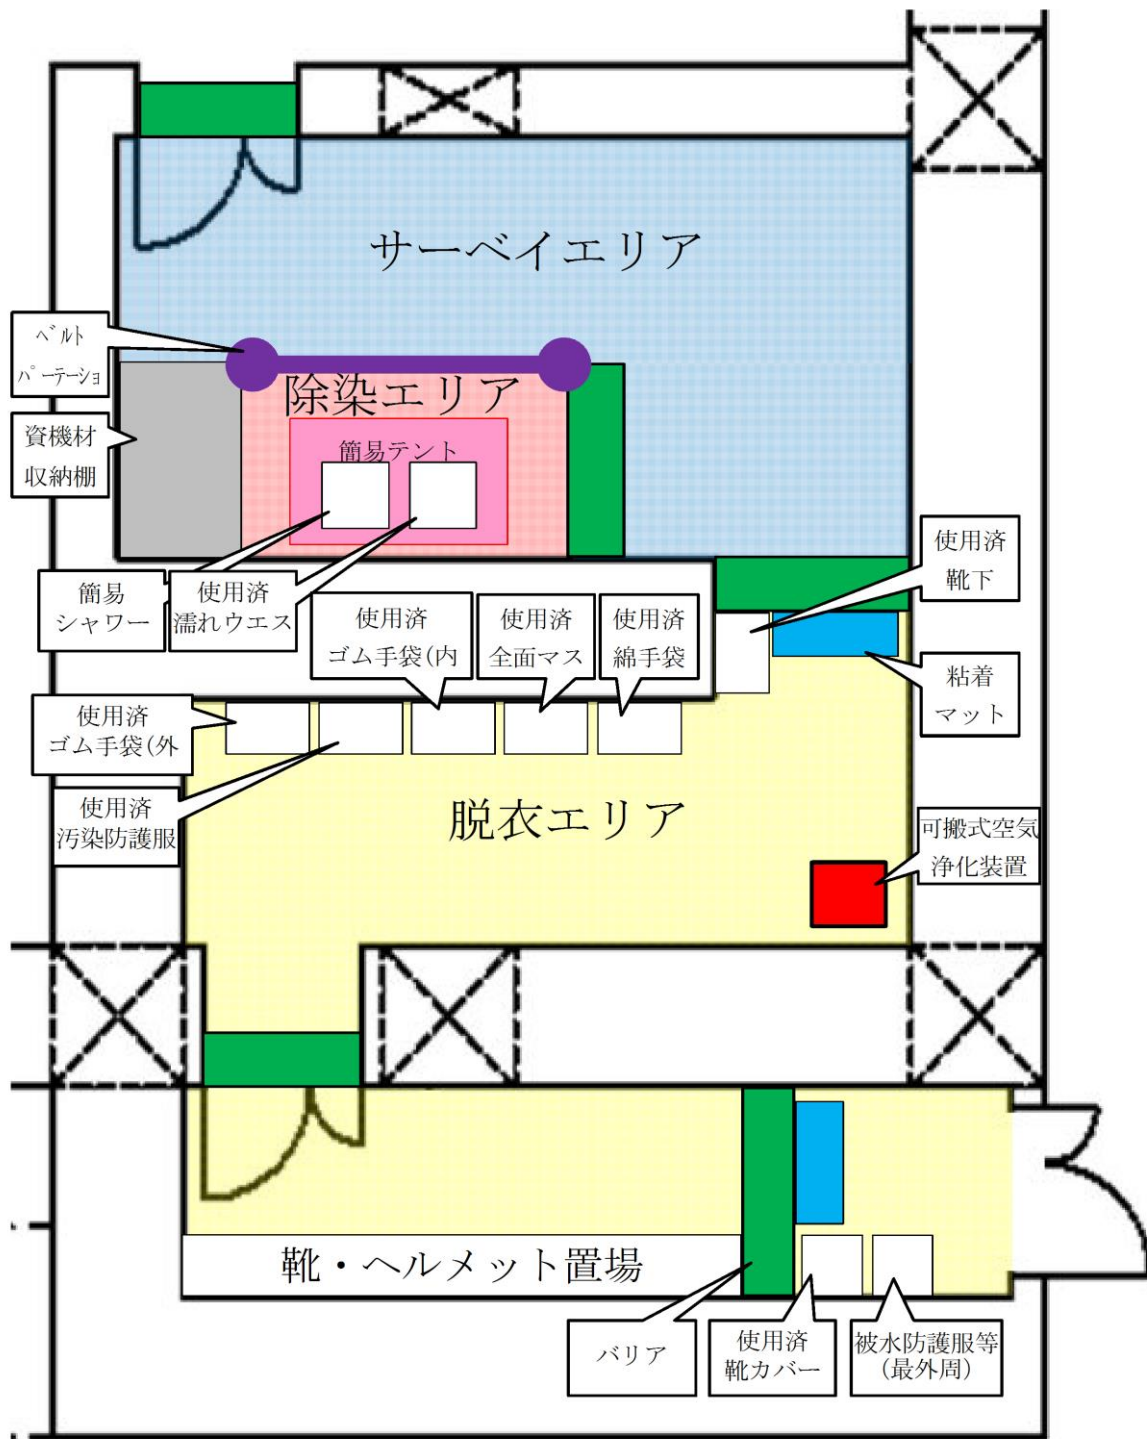 サーベイエリア
ベルト
パーテーショ
除染エリア
資機材
収納棚
簡易テント
簡易
シャワー
使用済
濡れウエス
使用済
ゴム手袋(内
使用済
全面マス
使用済
綿手袋
使用済
靴下
粘着
マット
使用済
ゴム手袋(外
使用済
汚染防護服
脱衣エリア
可搬式空気
浄化装置
靴・ヘルメット置場
バリア
使用済
靴カバー
被水防護服等
(最外周)